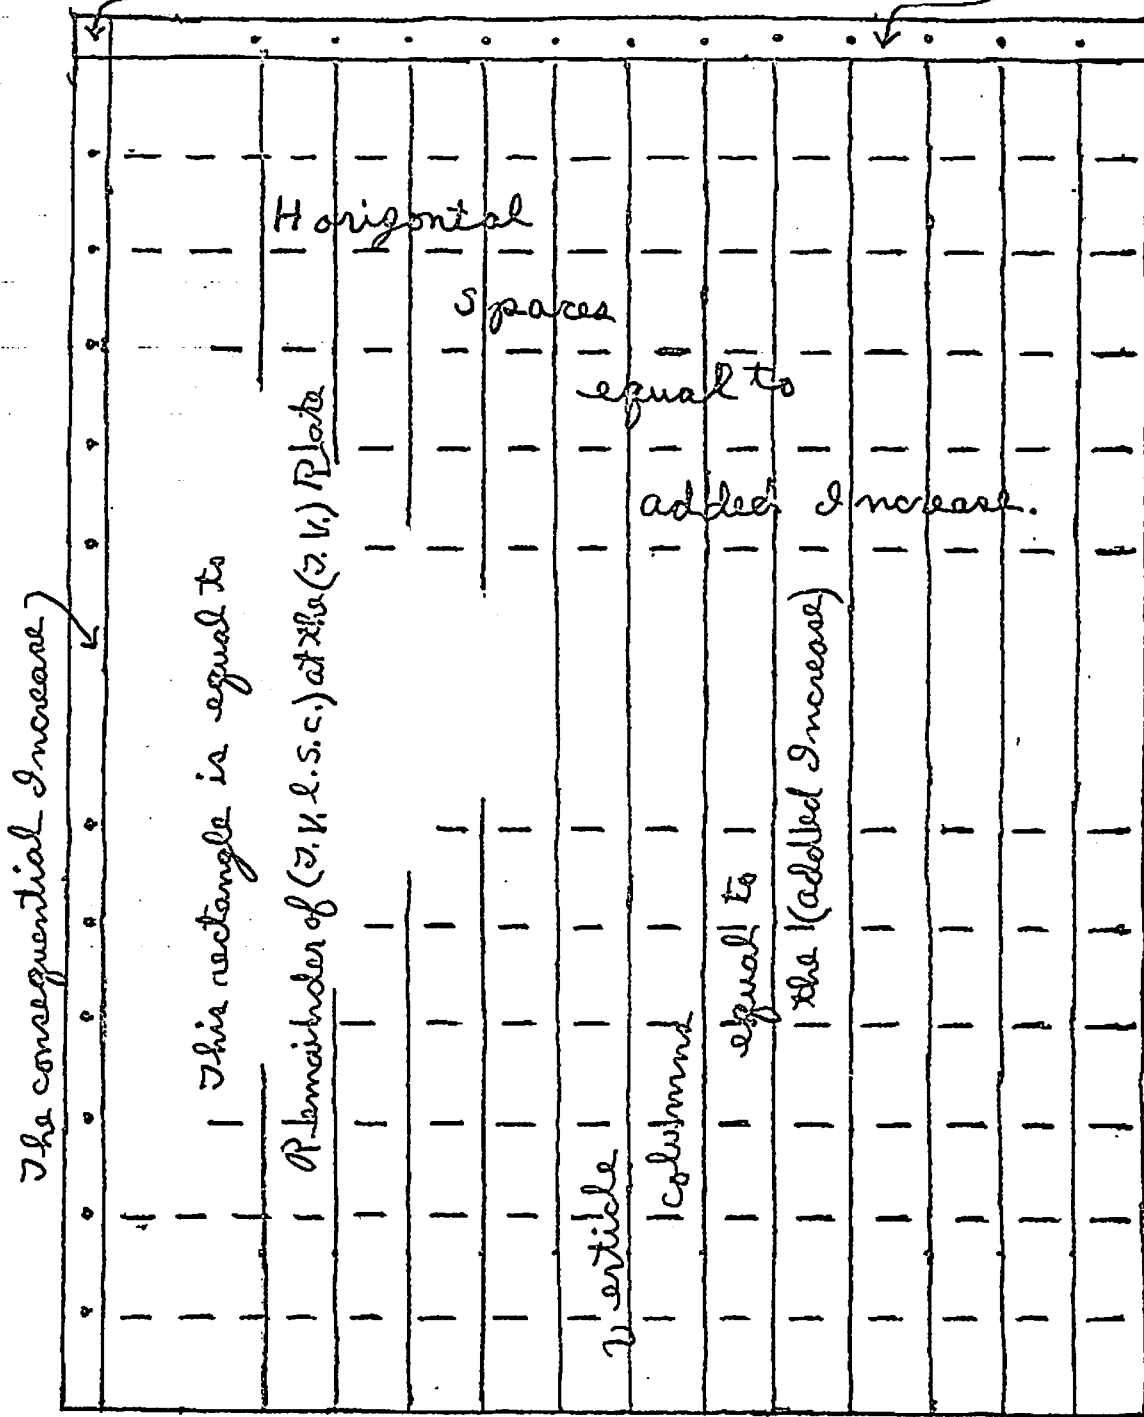 The consequential Increase
This rectangle is equal to
Remainder of (T.V. l.s.c.) at the (T.V.) Rate
Horizontal
Spaces
equal to
added Increase.
Verticle
columns
equal to
the (added Increase)